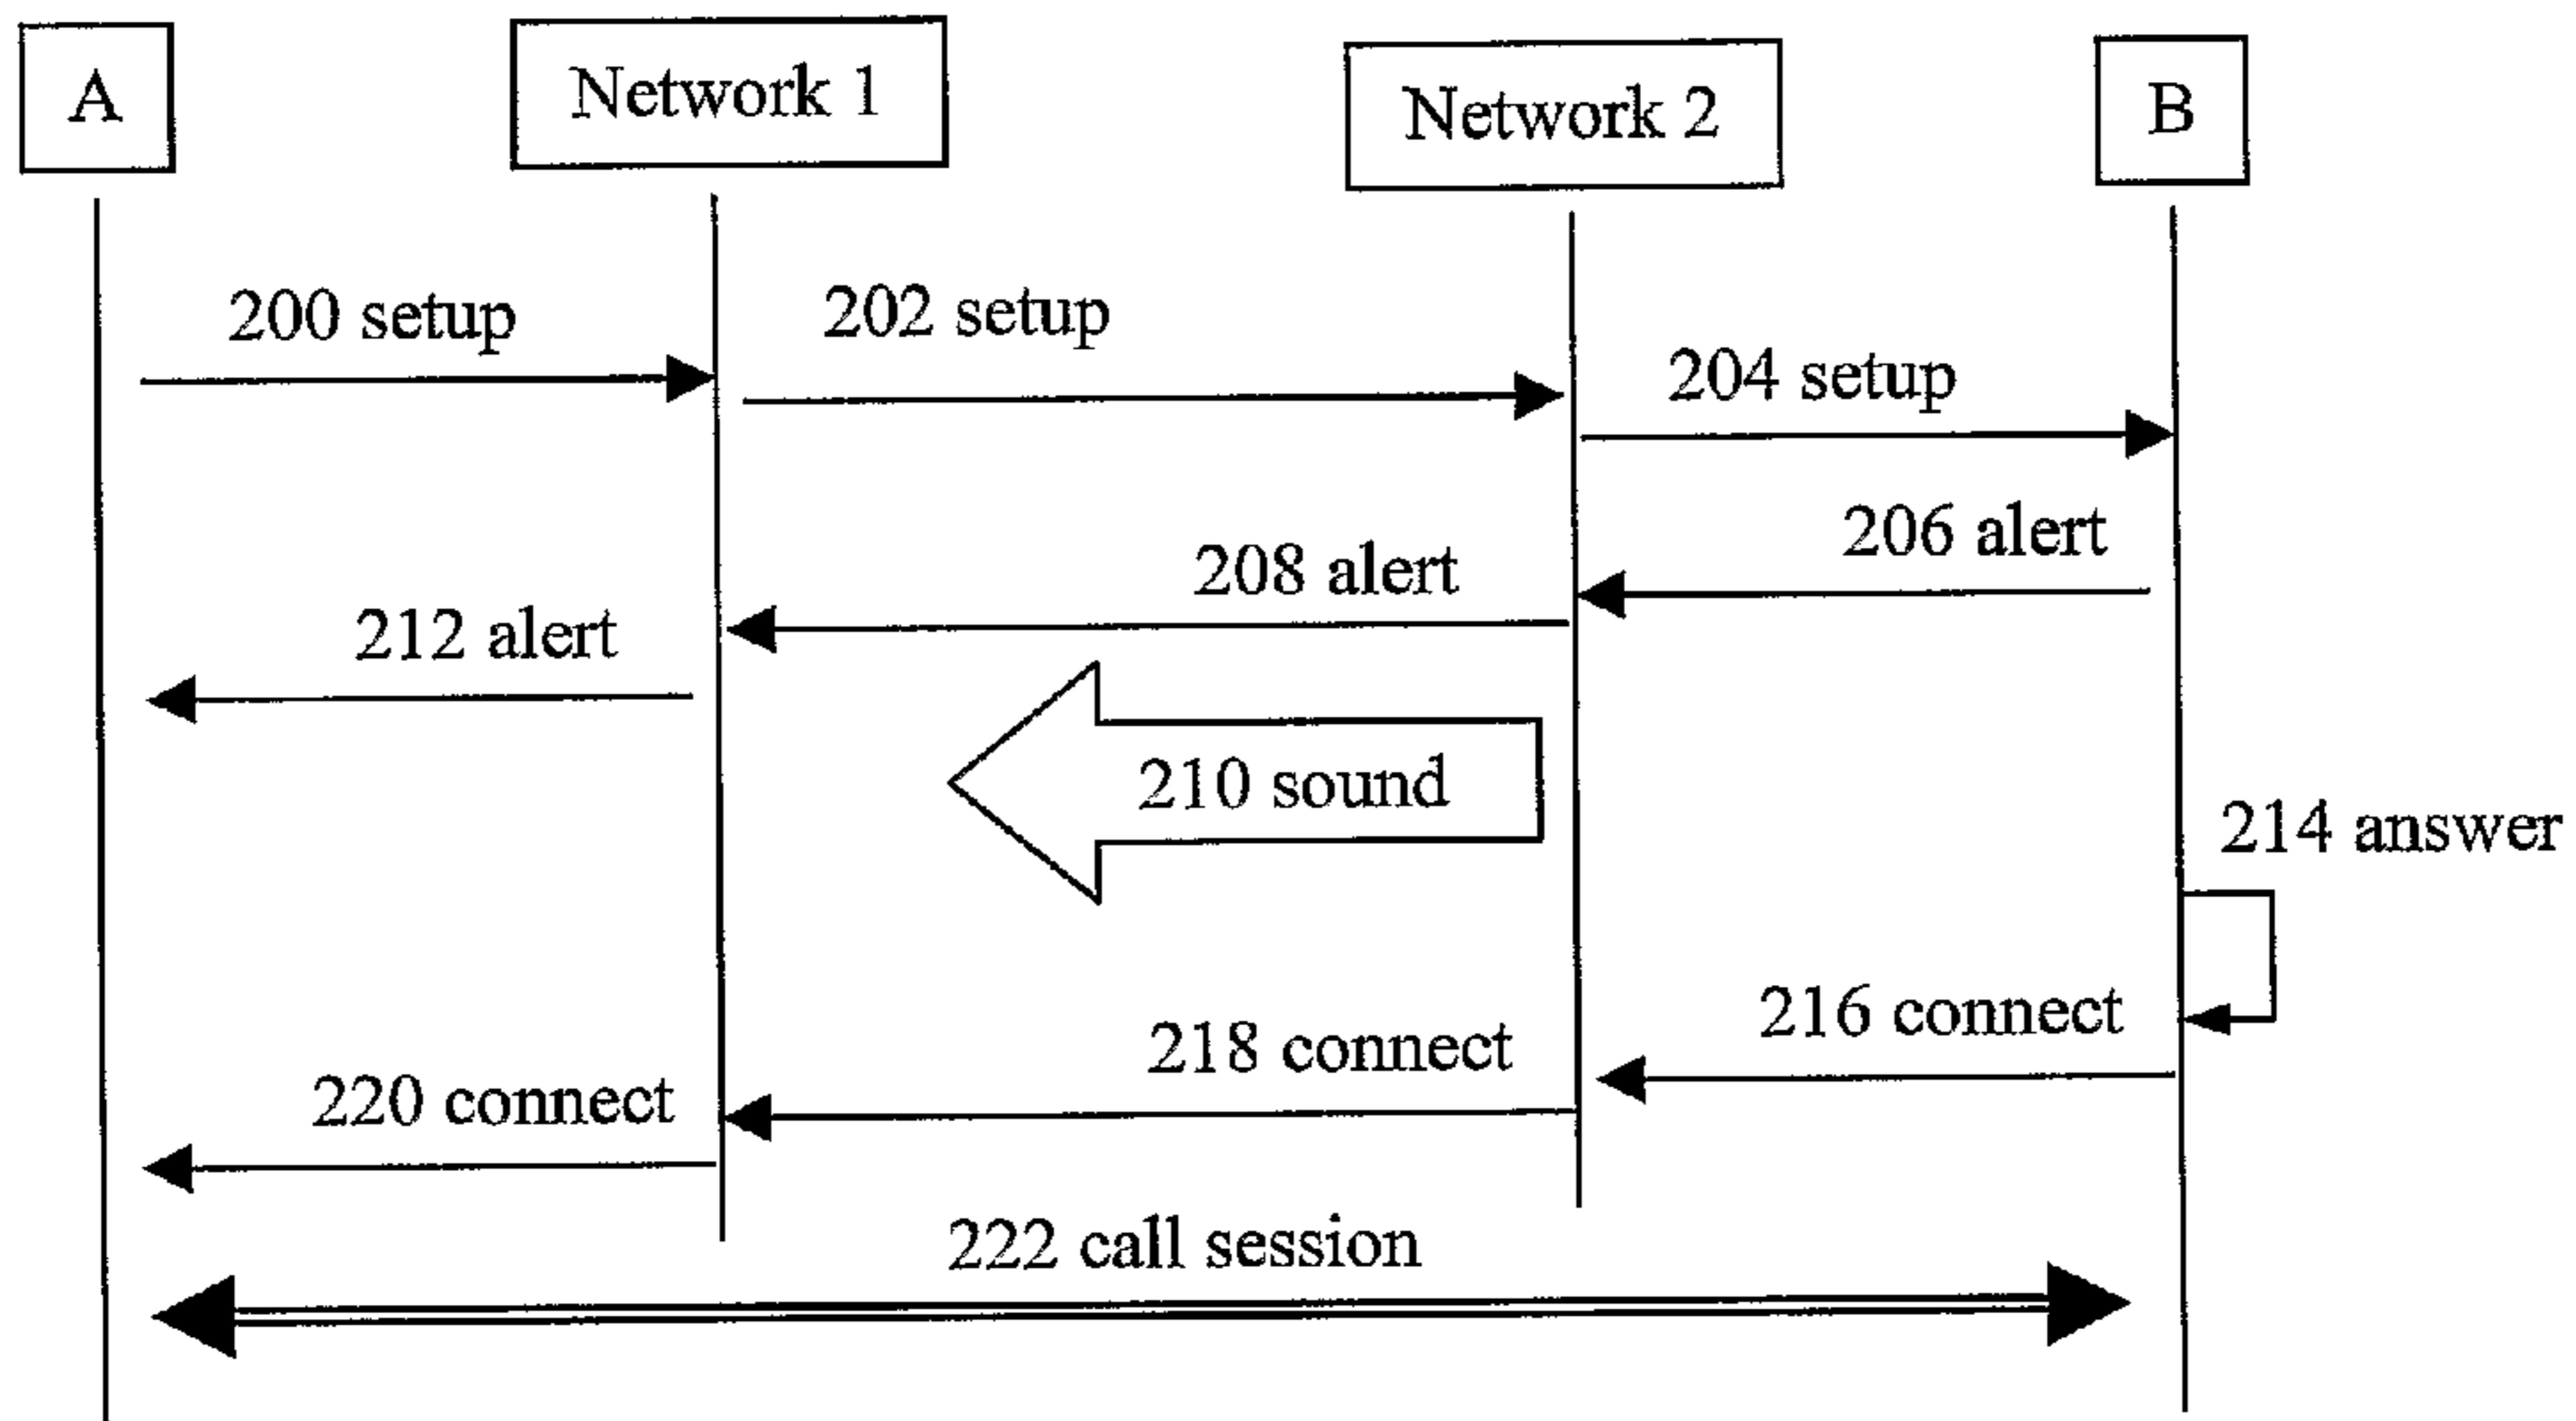 A
Network 1
Network 2
B
200 setup
202 setup
204 setup
206 alert
208 alert
212 alert
210 sound
214 answer
216 connect
218 connect
220 connect
222 call session